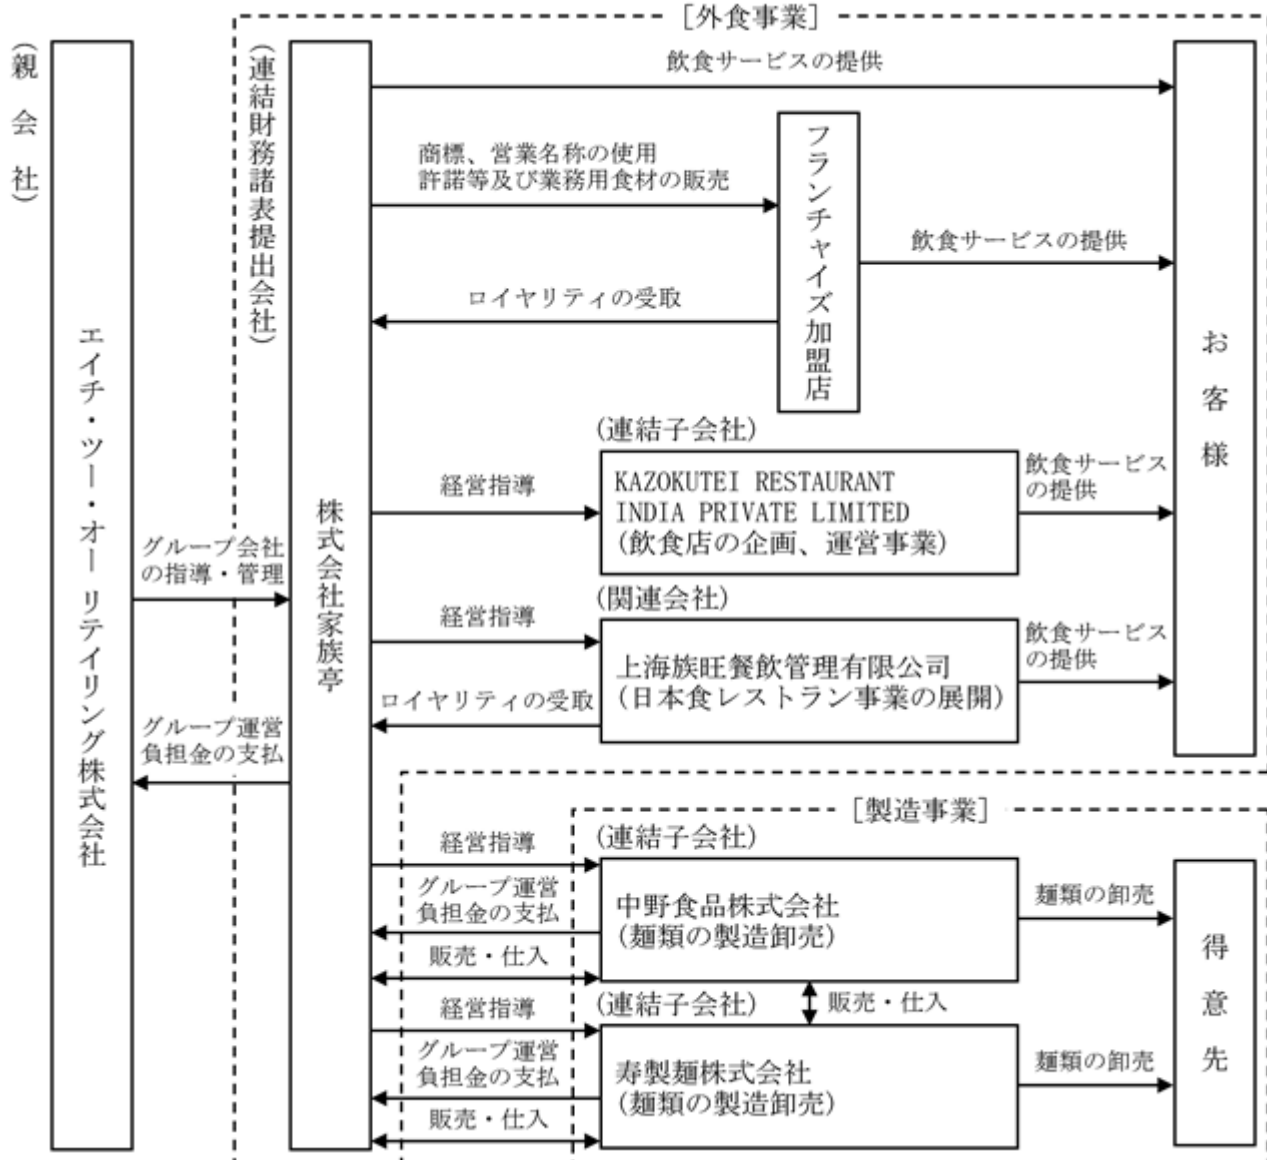 [外食事業]
(親会社)
エイチ・ツー・オー リテイリング株式会社
(連結財務諸表提出会社)
株式会社家族亭
飲食サービスの提供
商標、営業名称の使用
許諾等及び業務用食材の販売
フランチャイズ加盟店
飲食サービスの提供
ロイヤリティの受取
お客様
(連結子会社)
経営指導
KAZOKUTEI RESTAURANT
INDIA PRIVATE LIMITED
(飲食店の企画、運営事業)
飲食サービス
の提供
グループ会社
の指導・管理
(関連会社)
経営指導
上海族旺餐飲管理有限公司
(日本食レストラン事業の展開)
飲食サービス
の提供
ロイヤリティの受取
グループ運営
負担金の支払
[製造事業]
(連結子会社)
経営指導
グループ運営
負担金の支払
販売・仕入
中野食品株式会社
(麺類の製造卸売)
麺類の卸売
得意先
販売・仕入
(連結子会社)
経営指導
グループ運営
負担金の支払
販売・仕入
寿製麺株式会社
(麺類の製造卸売)
麺類の卸売